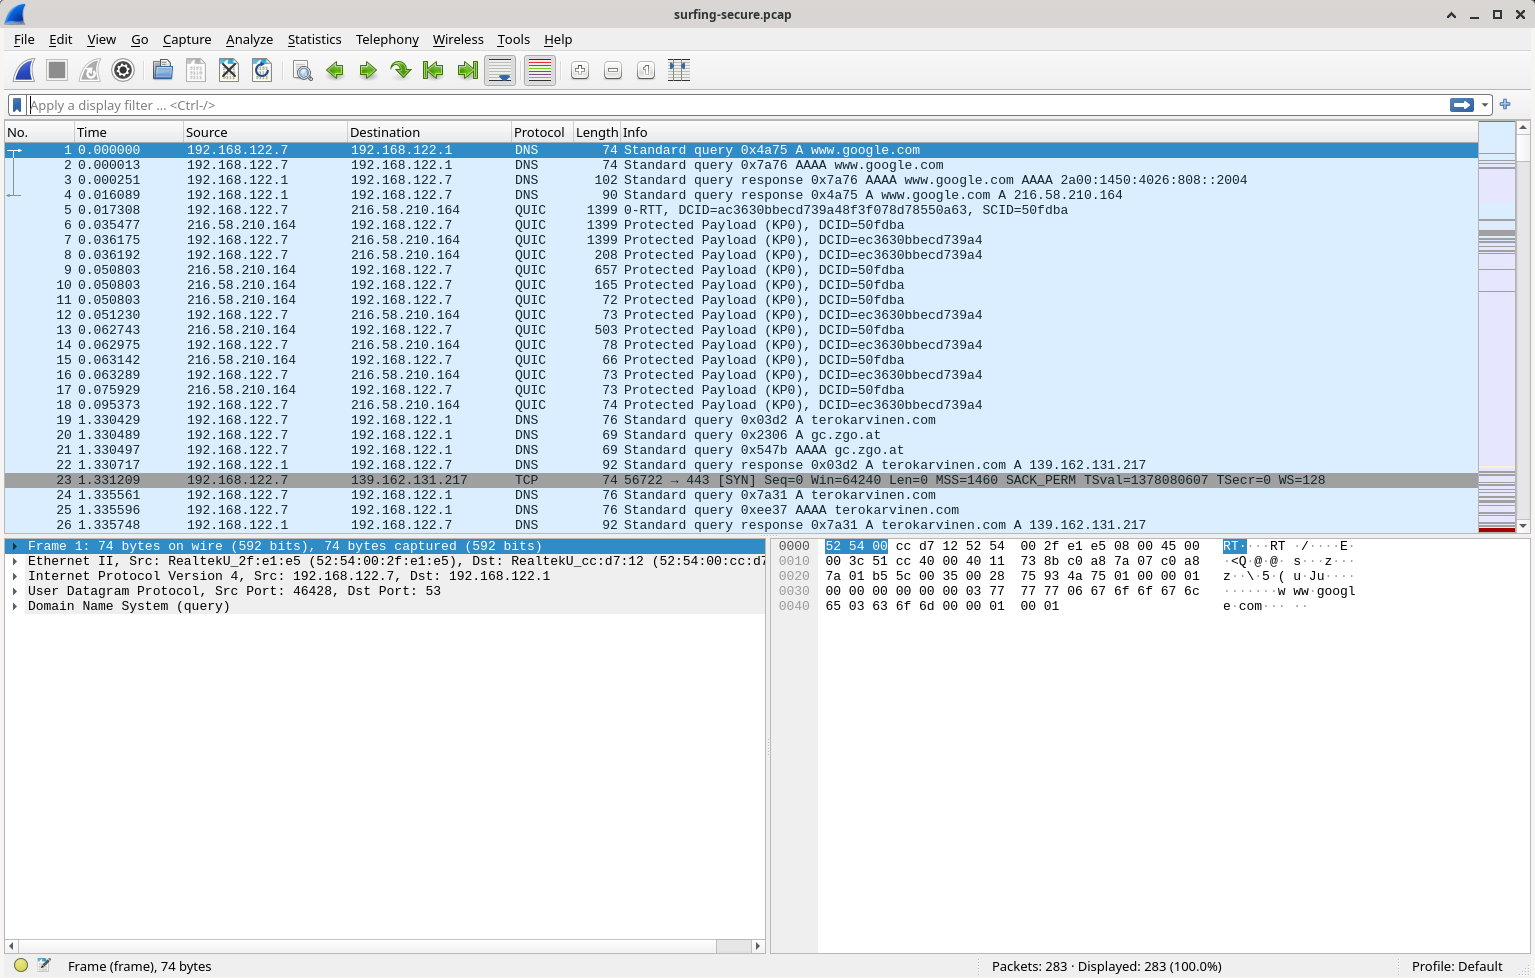 surfing-secure.pcap
File Edit View Go Capture Analyze Statistics Telephony Wireless Tools Help
Apply a display filter ... <Ctrl-/>
No. Time Source Destination Protocol Length Info
1 0.000000 192.168.122.7 192.168.122.1 DNS 74 Standard query 0x4a75 A www.google.com
2 0.000013 192.168.122.7 192.168.122.1 DNS 74 Standard query 0x7a76 AAAA www.google.com
3 0.000251 192.168.122.1 192.168.122.7 DNS 102 Standard query response 0x7a76 AAAA www.google.com AAAA 2a00:1450:4026:808::2004
4 0.016089 192.168.122.1 192.168.122.7 DNS 90 Standard query response 0x4a75 A www.google.com A 216.58.210.164
5 0.017308 192.168.122.7 216.58.210.164 QUIC 1399 0-RTT, DCID=ac3630bbecd739a48f3f078d78550a63, SCID=50fdba
6 0.035477 216.58.210.164 192.168.122.7 QUIC 1399 Protected Payload (KP0), DCID=50fdba
7 0.036175 192.168.122.7 216.58.210.164 QUIC 1399 Protected Payload (KP0), DCID=ec3630bbecd739a4
8 0.036192 192.168.122.7 216.58.210.164 QUIC 208 Protected Payload (KP0), DCID=ec3630bbecd739a4
9 0.050803 216.58.210.164 192.168.122.7 QUIC 657 Protected Payload (KP0), DCID=50fdba
10 0.050803 216.58.210.164 192.168.122.7 QUIC 165 Protected Payload (KP0), DCID=50fdba
11 0.050803 216.58.210.164 192.168.122.7 QUIC 72 Protected Payload (KP0), DCID=50fdba
12 0.051230 192.168.122.7 216.58.210.164 QUIC 73 Protected Payload (KP0), DCID=ec3630bbecd739a4
13 0.062743 216.58.210.164 192.168.122.7 QUIC 503 Protected Payload (KP0), DCID=50fdba
14 0.062975 192.168.122.7 216.58.210.164 QUIC 78 Protected Payload (KP0), DCID=ec3630bbecd739a4
15 0.063142 216.58.210.164 192.168.122.7 QUIC 66 Protected Payload (KP0), DCID=50fdba
16 0.063289 192.168.122.7 216.58.210.164 QUIC 73 Protected Payload (KP0), DCID=ec3630bbecd739a4
17 0.075929 216.58.210.164 192.168.122.7 QUIC 73 Protected Payload (KP0), DCID=50fdba
18 0.095373 192.168.122.7 216.58.210.164 QUIC 74 Protected Payload (KP0), DCID=ec3630bbecd739a4
19 1.330429 192.168.122.7 192.168.122.1 DNS 76 Standard query 0x03d2 A terokarvinen.com
20 1.330489 192.168.122.7 192.168.122.1 DNS 69 Standard query 0x2306 A gc.zgo.at
21 1.330497 192.168.122.7 192.168.122.1 DNS 69 Standard query 0x547b AAAA gc.zgo.at
22 1.330717 192.168.122.1 192.168.122.7 DNS 92 Standard query response 0x03d2 A terokarvinen.com A 139.162.131.217
23 1.331209 192.168.122.7 139.162.131.217 TCP 74 56722 → 443 [SYN] Seq=0 Win=64240 Len=0 MSS=1460 SACK_PERM TSval=1378080607 TSecr=0 WS=128
24 1.335561 192.168.122.7 192.168.122.1 DNS 76 Standard query 0x7a31 A terokarvinen.com
25 1.335596 192.168.122.7 192.168.122.1 DNS 76 Standard query 0xee37 AAAA terokarvinen.com
26 1.335748 192.168.122.1 192.168.122.7 DNS 92 Standard query response 0x7a31 A terokarvinen.com A 139.162.131.217
Frame 1: 74 bytes on wire (592 bits), 74 bytes captured (592 bits)
Ethernet II, Src: RealtekU_2f:e1:e5 (52:54:00:2f:e1:e5), Dst: RealtekU_cc:d7:12 (52:54:00:cc:d7
Internet Protocol Version 4, Src: 192.168.122.7, Dst: 192.168.122.1
User Datagram Protocol, Src Port: 46428, Dst Port: 53
Domain Name System (query)
0000 52 54 00 cc d7 12 52 54 00 2f e1 e5 08 00 45 00 RT····RT ·/····E·
0010 00 3c 51 cc 40 00 40 11 73 8b c0 a8 7a 07 c0 a8 ·<Q·@·@· s···z···
0020 7a 01 b5 5c 00 35 00 28 75 93 4a 75 01 00 00 01 z··\·5·( u·Ju····
0030 00 00 00 00 00 00 03 77 77 77 06 67 6f 6f 67 6c ·······w ww·googl
0040 65 03 63 6f 6d 00 00 01 00 01 e·com··· ··
Frame (frame), 74 bytes
Packets: 283 · Displayed: 283 (100.0%)
Profile: Default